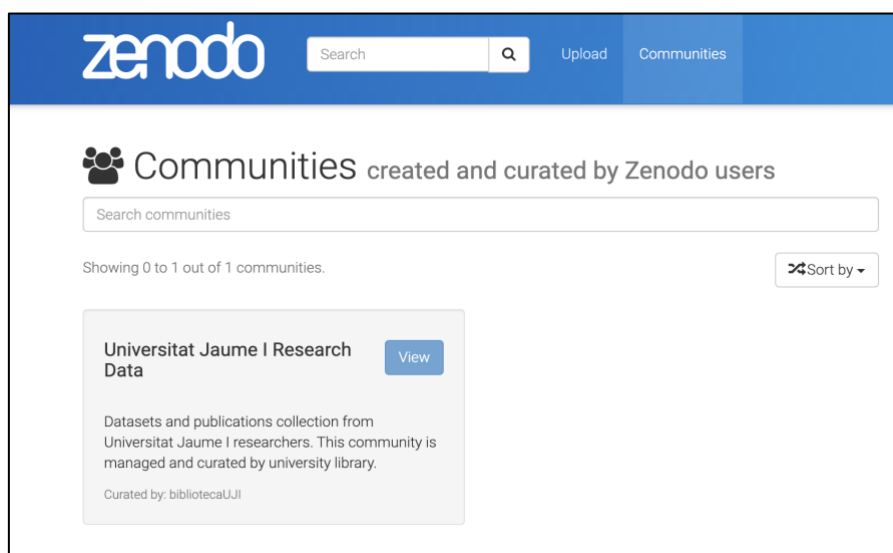 zenodo
Search
Upload
Communities
Communities created and curated by Zenodo users
Search communities
Showing 0 to 1 out of 1 communities.
Sort by
Universitat Jaume I Research
Data
View
Datasets and publications collection from
Universitat Jaume I researchers. This community is
managed and curated by university library.
Curated by: bibliotecaUJI